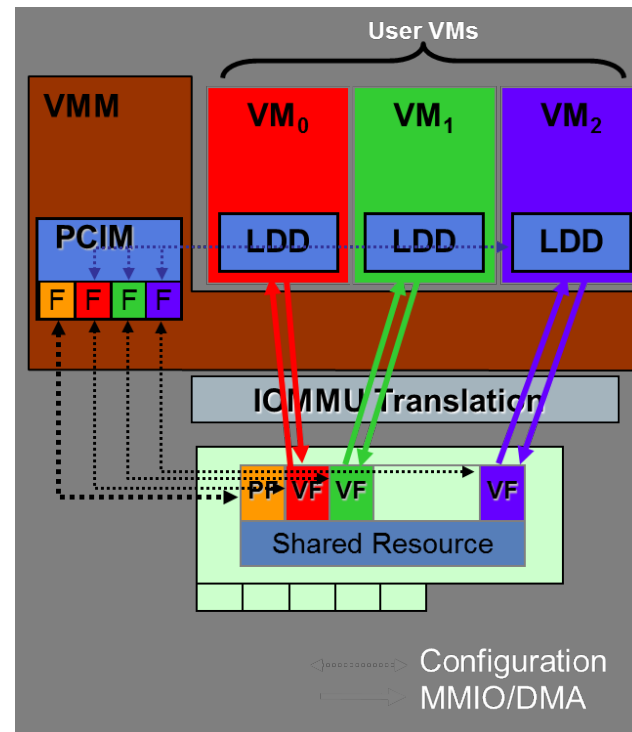 User VMs
VMM
VM0
VM1
VM2
PCIM
LDD
LDD
LDD
F F F F
IOMMU Translation
PF VF VF VF
Shared Resource
Configuration
MMIO/DMA